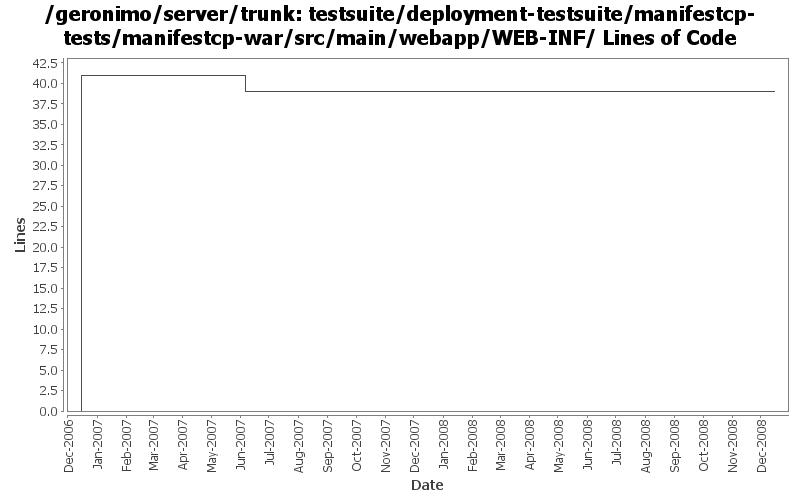 /geronimo/server/trunk: testsuite/deployment-testsuite/manifestcp-
tests/manifestcp-war/src/main/webapp/WEB-INF/ Lines of Code
Lines
42.5
40.0
37.5
35.0
32.5
30.0
27.5
25.0
22.5
20.0
17.5
15.0
12.5
10.0
7.5
5.0
2.5
0.0
Dec-2006
Jan-2007
Feb-2007
Mar-2007
Apr-2007
May-2007
Jun-2007
Jul-2007
Aug-2007
Sep-2007
Oct-2007
Nov-2007
Dec-2007
Jan-2008
Feb-2008
Mar-2008
Apr-2008
May-2008
Jun-2008
Jul-2008
Aug-2008
Sep-2008
Oct-2008
Nov-2008
Dec-2008
Date